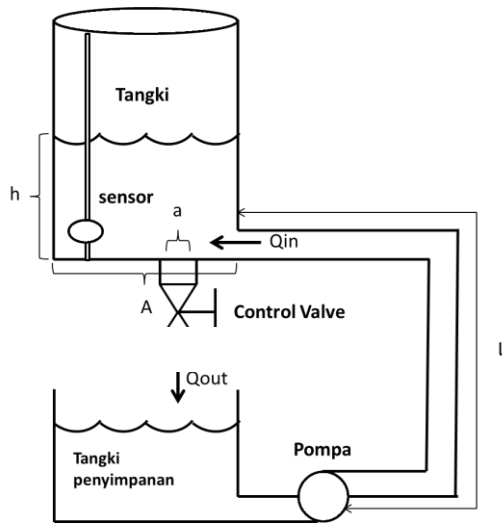 Tangki
h
sensor
a
Qin
A
Control Valve
L
Qout
Pompa
Tangki
penyimpanan